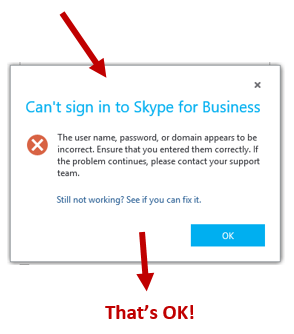 Can't sign in to Skype for Business
The user name, password, or domain appears to be
incorrect. Ensure that you entered them correctly. If
the problem continues, please contact your support
team.
Still not working? See if you can fix it.
OK
That's OK!